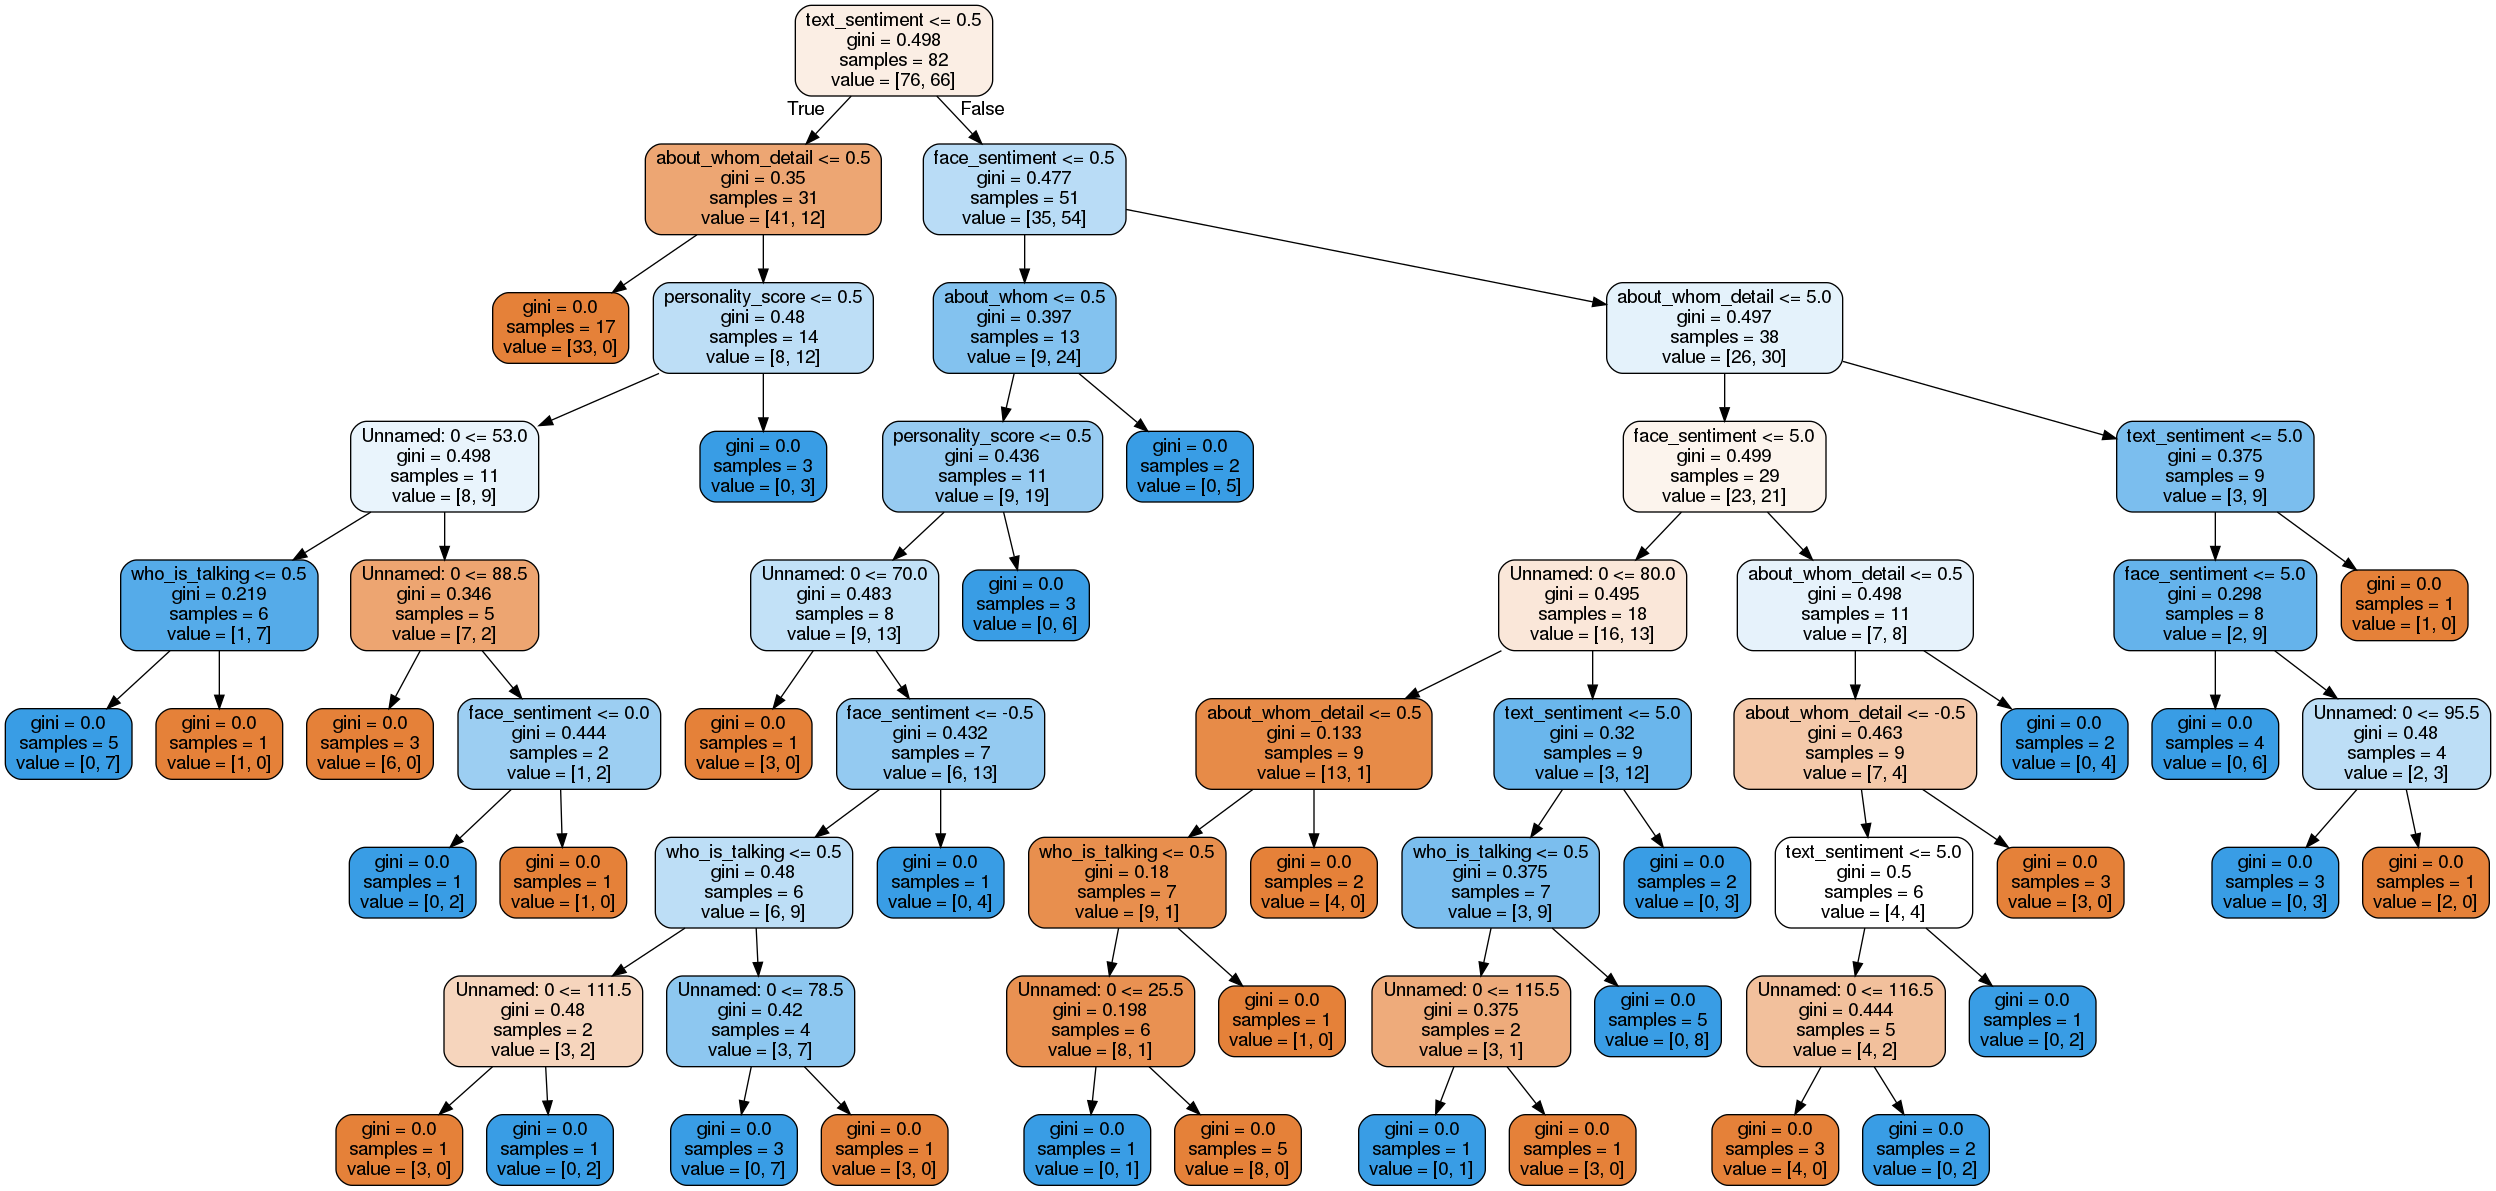 text_sentiment <= 0.5
gini = 0.498
samples = 82
value = [76, 66]
True
False
about_whom_detail <= 0.5
gini = 0.35
samples = 31
value = [41, 12]
face_sentiment <= 0.5
gini = 0.477
samples = 51
value = [35, 54]
gini = 0.0
samples = 17
value = [33, 0]
personality_score <= 0.5
gini = 0.48
samples = 14
value = [8, 12]
about_whom <= 0.5
gini = 0.397
samples = 13
value = [9, 24]
about_whom_detail <= 5.0
gini = 0.497
samples = 38
value = [26, 30]
Unnamed: 0 <= 53.0
gini = 0.498
samples = 11
value = [8, 9]
gini = 0.0
samples = 3
value = [0, 3]
personality_score <= 0.5
gini = 0.436
samples = 11
value = [9, 19]
gini = 0.0
samples = 2
value = [0, 5]
face_sentiment <= 5.0
gini = 0.499
samples = 29
value = [23, 21]
text_sentiment <= 5.0
gini = 0.375
samples = 9
value = [3, 9]
who_is_talking <= 0.5
gini = 0.219
samples = 6
value = [1, 7]
Unnamed: 0 <= 88.5
gini = 0.346
samples = 5
value = [7, 2]
Unnamed: 0 <= 70.0
gini = 0.483
samples = 8
value = [9, 13]
gini = 0.0
samples = 3
value = [0, 6]
Unnamed: 0 <= 80.0
gini = 0.495
samples = 18
value = [16, 13]
about_whom_detail <= 0.5
gini = 0.498
samples = 11
value = [7, 8]
face_sentiment <= 5.0
gini = 0.298
samples = 8
value = [2, 9]
gini = 0.0
samples = 1
value = [1, 0]
gini = 0.0
samples = 5
value = [0, 7]
gini = 0.0
samples = 1
value = [1, 0]
gini = 0.0
samples = 3
value = [6, 0]
face_sentiment <= 0.0
gini = 0.444
samples = 2
value = [1, 2]
gini = 0.0
samples = 1
value = [3, 0]
face_sentiment <= -0.5
gini = 0.432
samples = 7
value = [6, 13]
about_whom_detail <= 0.5
gini = 0.133
samples = 9
value = [13, 1]
text_sentiment <= 5.0
gini = 0.32
samples = 9
value = [3, 12]
about_whom_detail <= -0.5
gini = 0.463
samples = 9
value = [7, 4]
gini = 0.0
samples = 2
value = [0, 4]
gini = 0.0
samples = 4
value = [0, 6]
Unnamed: 0 <= 95.5
gini = 0.48
samples = 4
value = [2, 3]
gini = 0.0
samples = 1
value = [0, 2]
gini = 0.0
samples = 1
value = [1, 0]
who_is_talking <= 0.5
gini = 0.48
samples = 6
value = [6, 9]
gini = 0.0
samples = 1
value = [0, 4]
who_is_talking <= 0.5
gini = 0.18
samples = 7
value = [9, 1]
gini = 0.0
samples = 2
value = [4, 0]
who_is_talking <= 0.5
gini = 0.375
samples = 7
value = [3, 9]
gini = 0.0
samples = 2
value = [0, 3]
text_sentiment <= 5.0
gini = 0.5
samples = 6
value = [4, 4]
gini = 0.0
samples = 3
value = [3, 0]
gini = 0.0
samples = 3
value = [0, 3]
gini = 0.0
samples = 1
value = [2, 0]
Unnamed: 0 <= 111.5
gini = 0.48
samples = 2
value = [3, 2]
Unnamed: 0 <= 78.5
gini = 0.42
samples = 4
value = [3, 7]
Unnamed: 0 <= 25.5
gini = 0.198
samples = 6
value = [8, 1]
gini = 0.0
samples = 1
value = [1, 0]
Unnamed: 0 <= 115.5
gini = 0.375
samples = 2
value = [3, 1]
gini = 0.0
samples = 5
value = [0, 8]
Unnamed: 0 <= 116.5
gini = 0.444
samples = 5
value = [4, 2]
gini = 0.0
samples = 1
value = [0, 2]
gini = 0.0
samples = 1
value = [3, 0]
gini = 0.0
samples = 1
value = [0, 2]
gini = 0.0
samples = 3
value = [0, 7]
gini = 0.0
samples = 1
value = [3, 0]
gini = 0.0
samples = 1
value = [0, 1]
gini = 0.0
samples = 5
value = [8, 0]
gini = 0.0
samples = 1
value = [0, 1]
gini = 0.0
samples = 1
value = [3, 0]
gini = 0.0
samples = 3
value = [4, 0]
gini = 0.0
samples = 2
value = [0, 2]